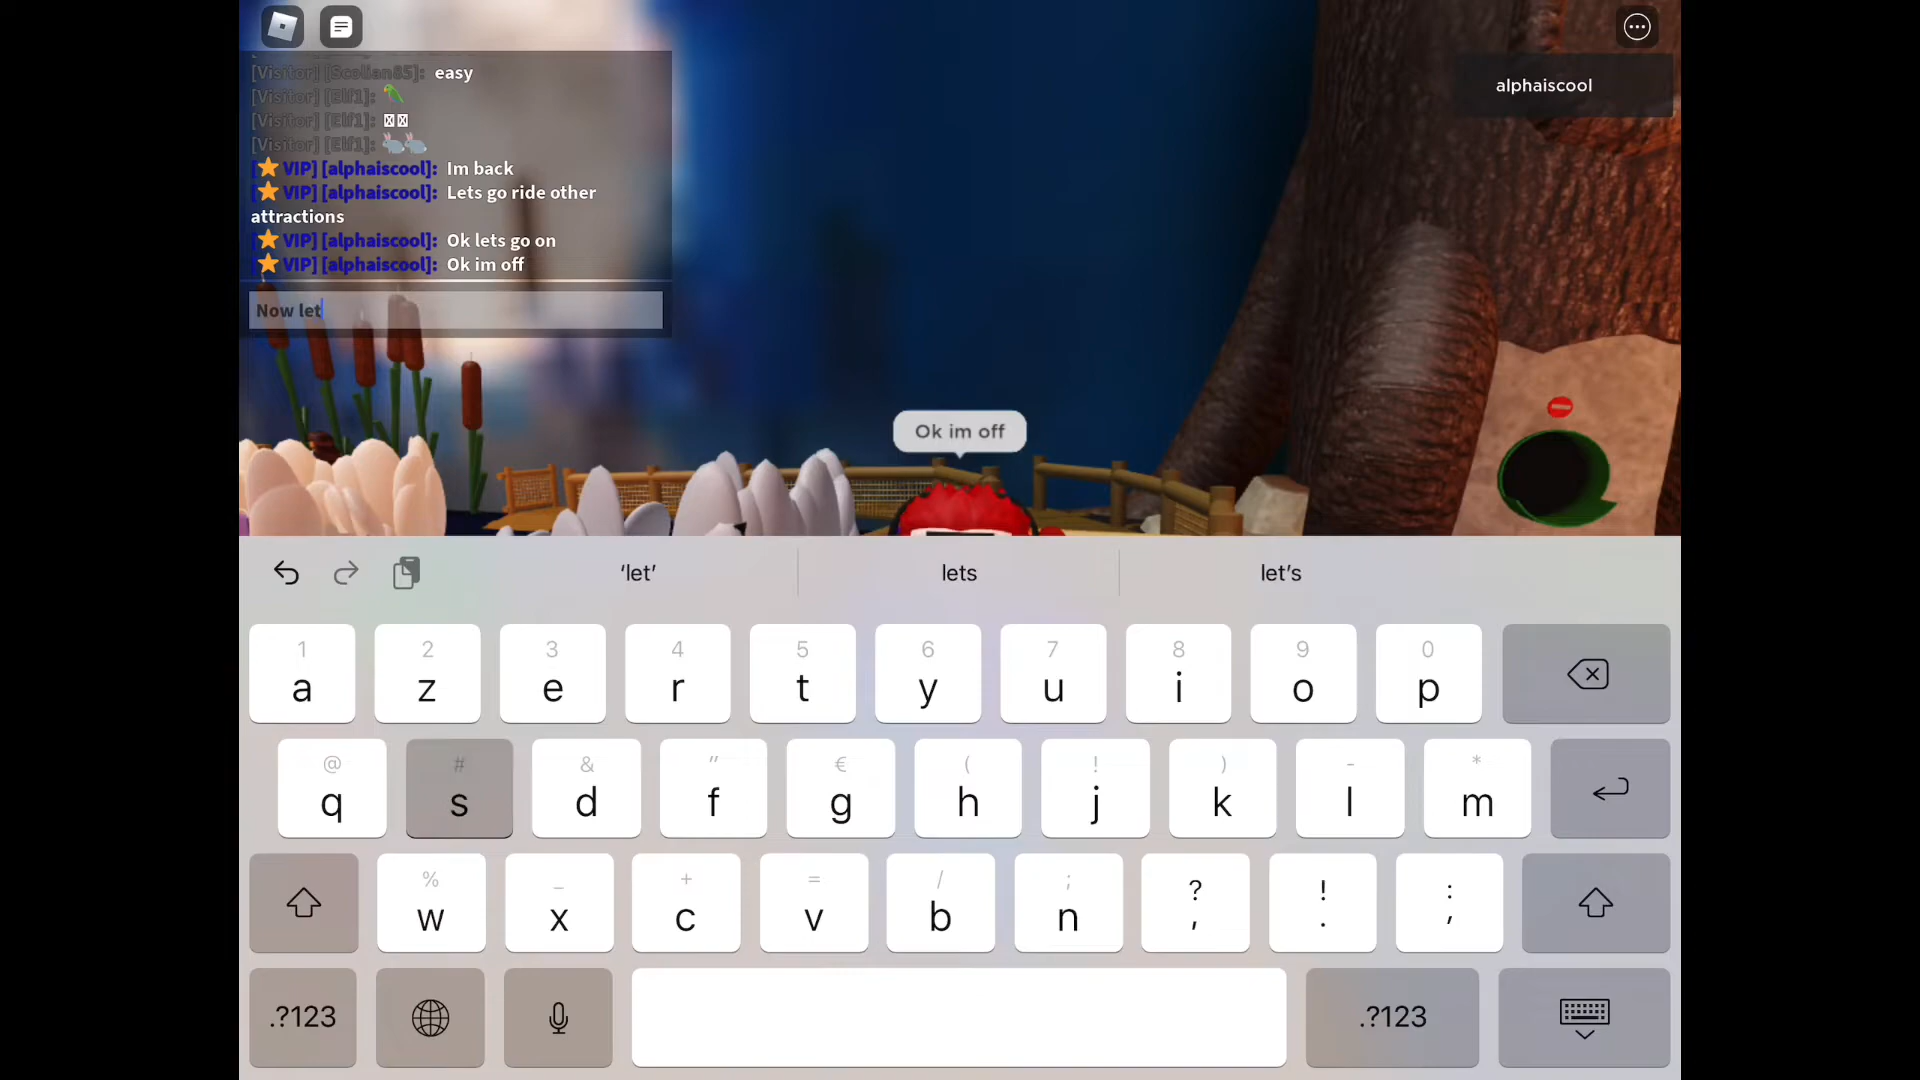 [Visitor] [Scolian85]: easy
[Visitor] [Elf1]: 🦜
[Visitor] [Elf1]:
[Visitor] [Elf1]: 🐇🐇
[⭐ VIP] [alphaiscool]: Im back
[⭐ VIP] [alphaiscool]: Lets go ride other
attractions
[⭐ VIP] [alphaiscool]: Ok lets go on
[⭐ VIP] [alphaiscool]: Ok im off
Now let
alphaiscool
Ok im off
‘let’ lets let’s
1 2 3 4 5 6 7 8 9 0
a z e r t y u i o p
@ # & " € ( ! ) - *
q s d f g h j k l m
% _ + = / ; ? ! :
w x c v b n , . ′
.?123 .?123